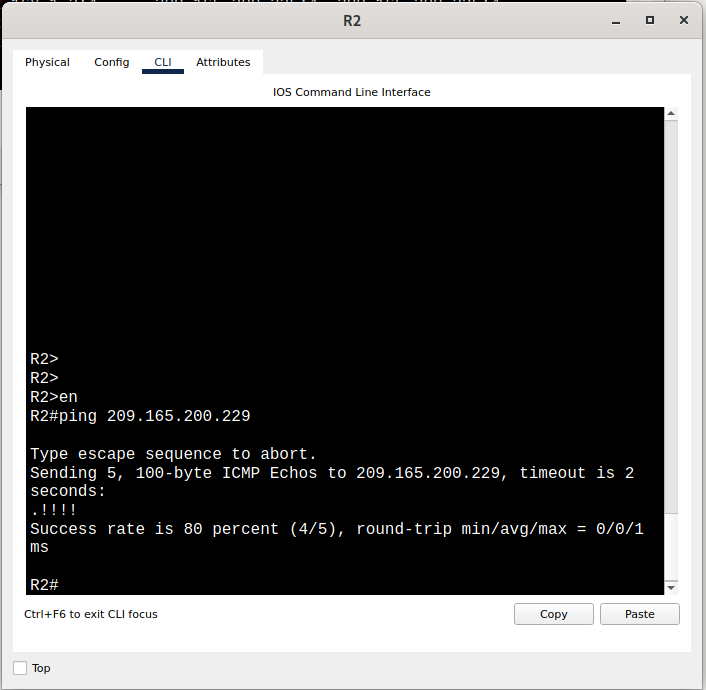 R2
Physical Config CLI Attributes
IOS Command Line Interface
R2>
R2>
R2>en
R2#ping 209.165.200.229
Type escape sequence to abort.
Sending 5, 100-byte ICMP Echos to 209.165.200.229, timeout is 2
seconds:
.!!!!
Success rate is 80 percent (4/5), round-trip min/avg/max = 0/0/1
ms
R2#
Ctrl+F6 to exit CLI focus Copy Paste
Top